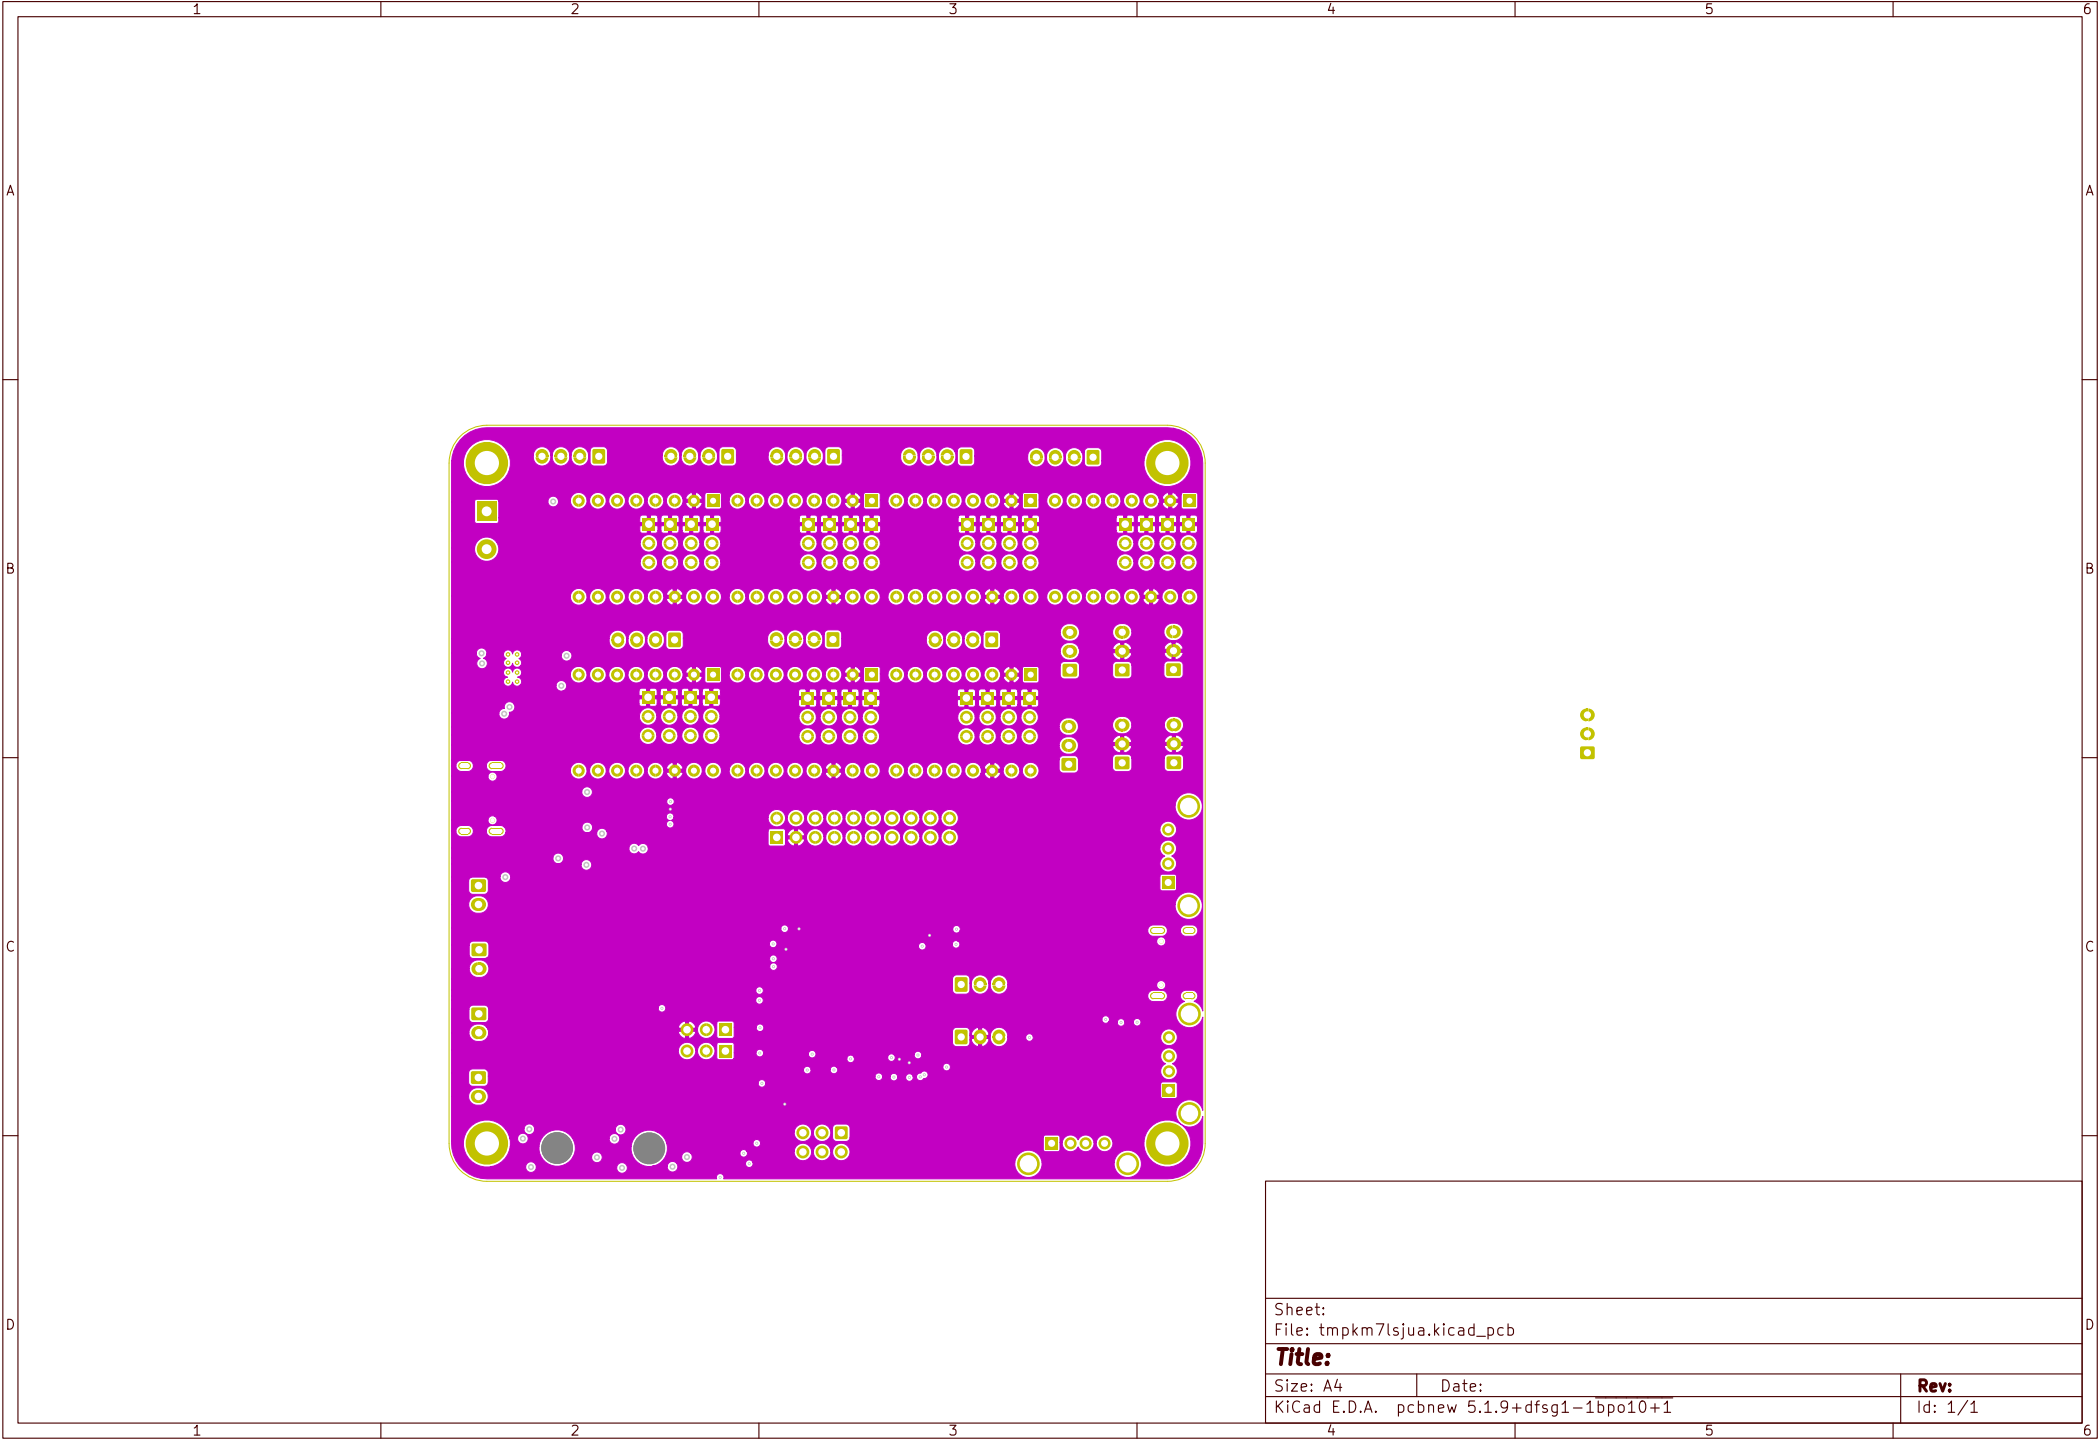 1 2 3 4 5 6
A A
B B
C C
Sheet:
File: tmpkm7lsjua.kicad_pcb
D D
Title:
Size: A4 Date: Rev:
KiCad E.D.A. pcbnew 5.1.9+dfsg1-1bpo10+1 Id: 1/1
1 2 3 4 5 6